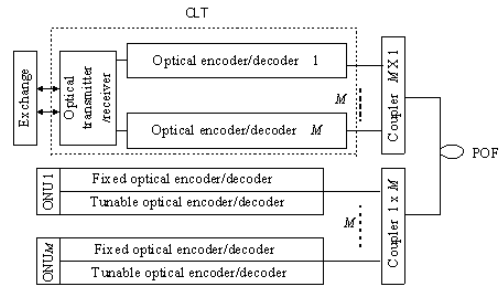 CLT
Exchange
Optical
transmitter
/receiver
Optical encoder/decoder 1
M
Optical encoder/decoder M
Coupler M X 1
POF
ONU 1
Fixed optical encoder/decoder
Tunable optical encoder/decoder
M
ONU M
Fixed optical encoder/decoder
Tunable optical encoder/decoder
Coupler 1 x M